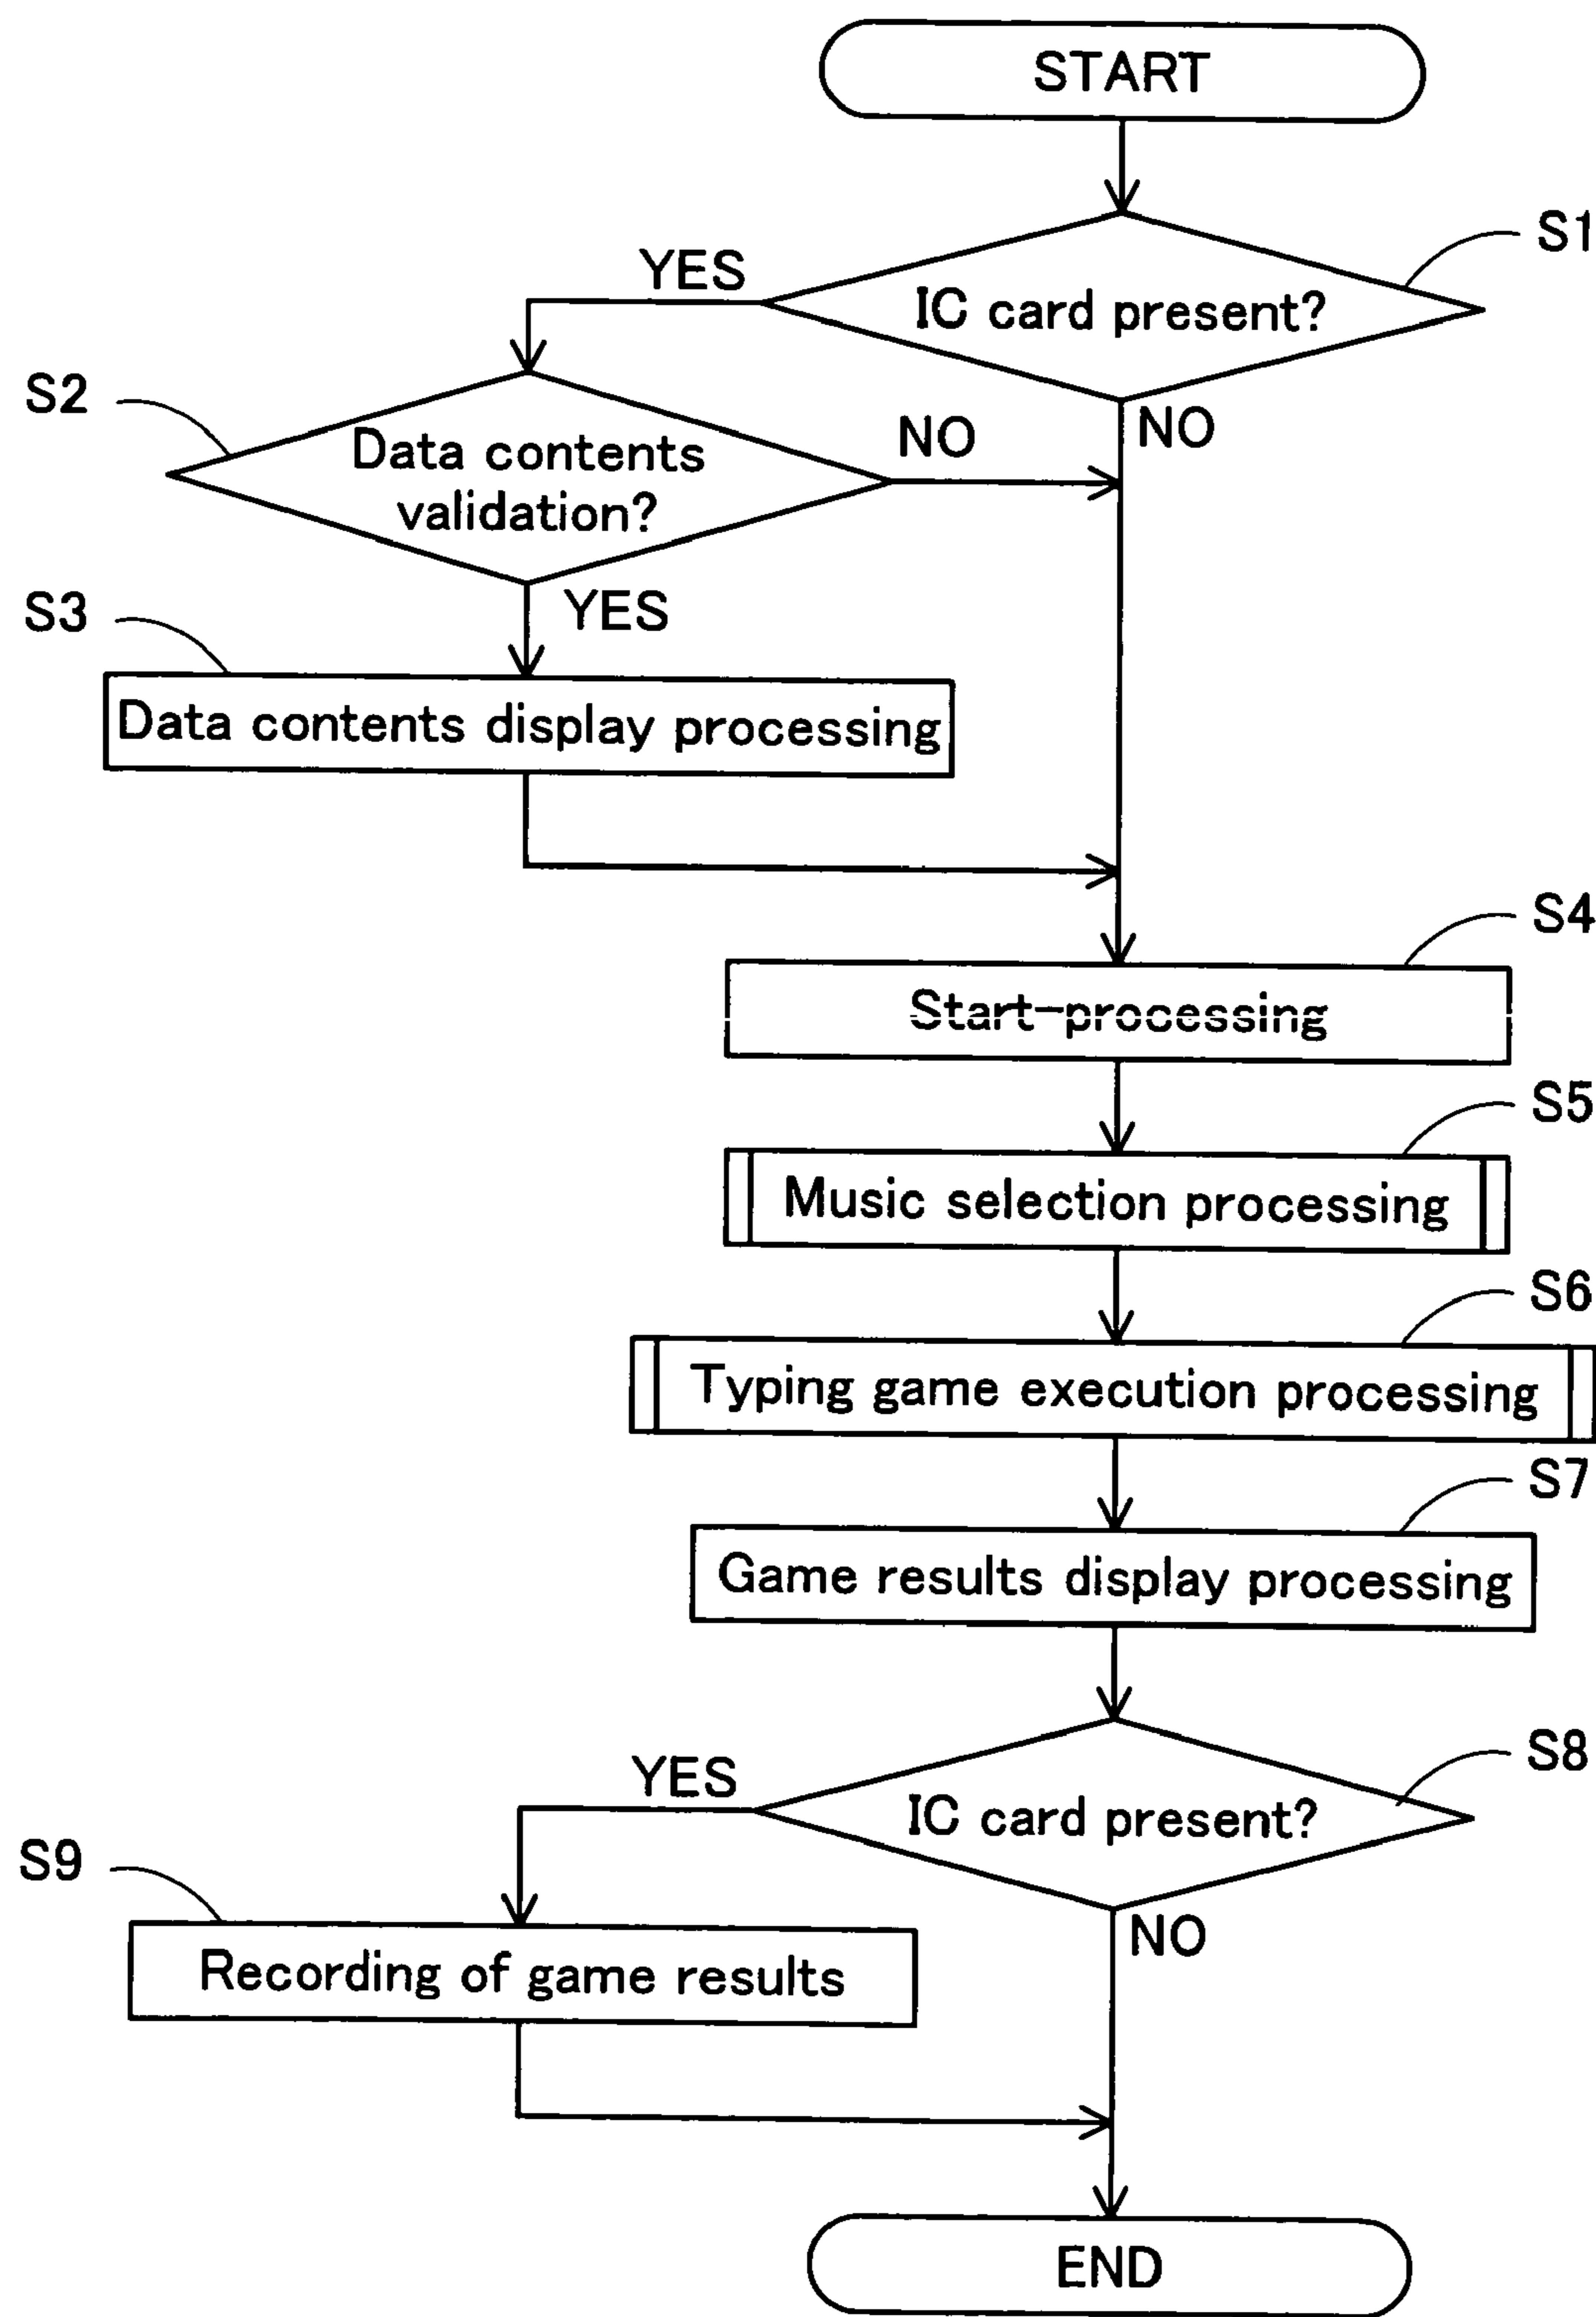 START
S1
YES
IC card present?
S2
NO
NO
Data contents
validation?
S3
YES
Data contents display processing
S4
Start-processing
S5
Music selection processing
S6
Typing game execution processing
S7
Game results display processing
S8
YES
IC card present?
S9
NO
Recording of game results
END